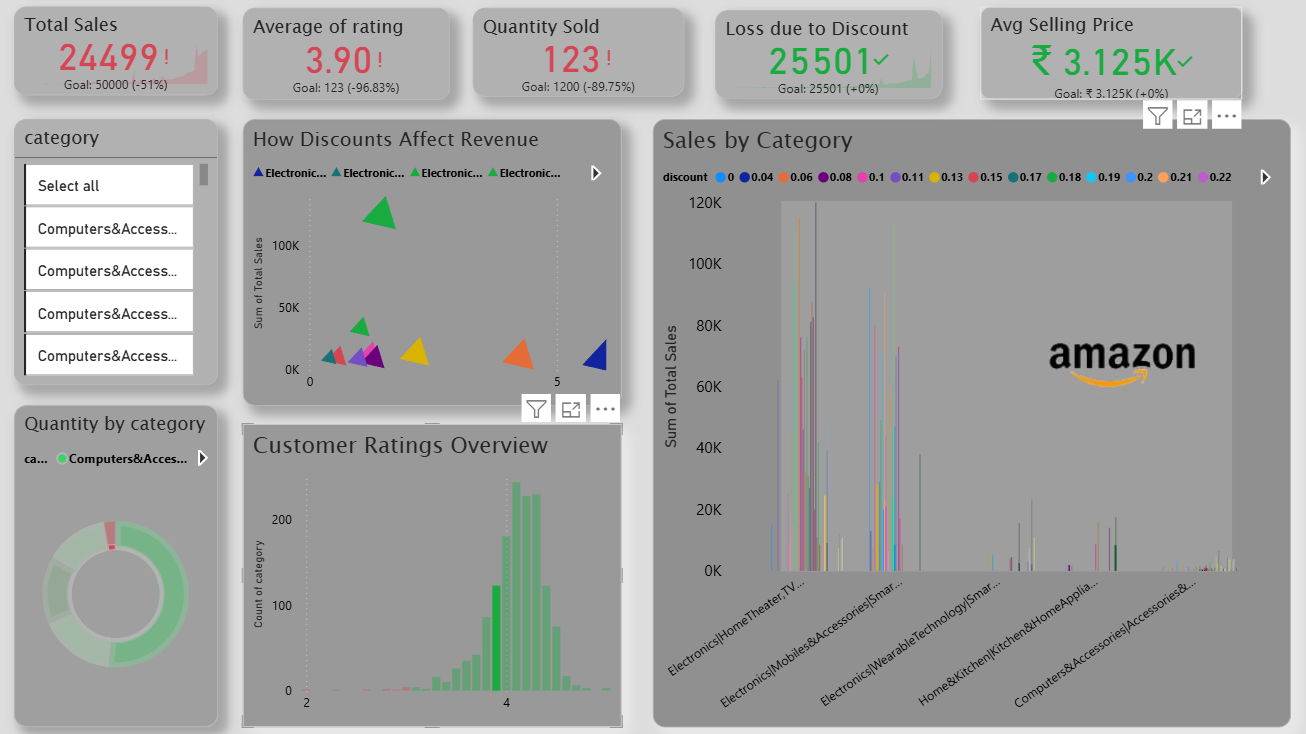 Total Sales
24499!
Goal: 50000 (-51%)
Average of rating
3.90!
Goal: 123 (-96.83%)
Quantity Sold
123!
Goal: 1200 (-89.75%)
Loss due to Discount
25501
Goal: 25501 (+0%)
Avg Selling Price
₹ 3.125K
Goal: ₹ 3.125K (+0%)
category
Select all
Computers&Access...
Computers&Access...
Computers&Access...
Computers&Access...
How Discounts Affect Revenue
Electronic... Electronic... Electronic... Electronic...
Sum of Total Sales
100K
50K
0K
0 5
Sales by Category
discount 0 0.04 0.06 0.08 0.1 0.11 0.13 0.15 0.17 0.18 0.19 0.2 0.21 0.22
Sum of Total Sales
120K
100K
80K
60K
40K
20K
0K
amazon
Electronics|HomeTheater,TV...
Electronics|Mobiles&Accessories|Smar...
Electronics|WearableTechnology|Smar...
Home&Kitchen|Kitchen&HomeApplia...
Computers&Accessories|Accessories&...
Quantity by category
ca... Computers&Acces...
Customer Ratings Overview
Count of category
200
100
0
2 4